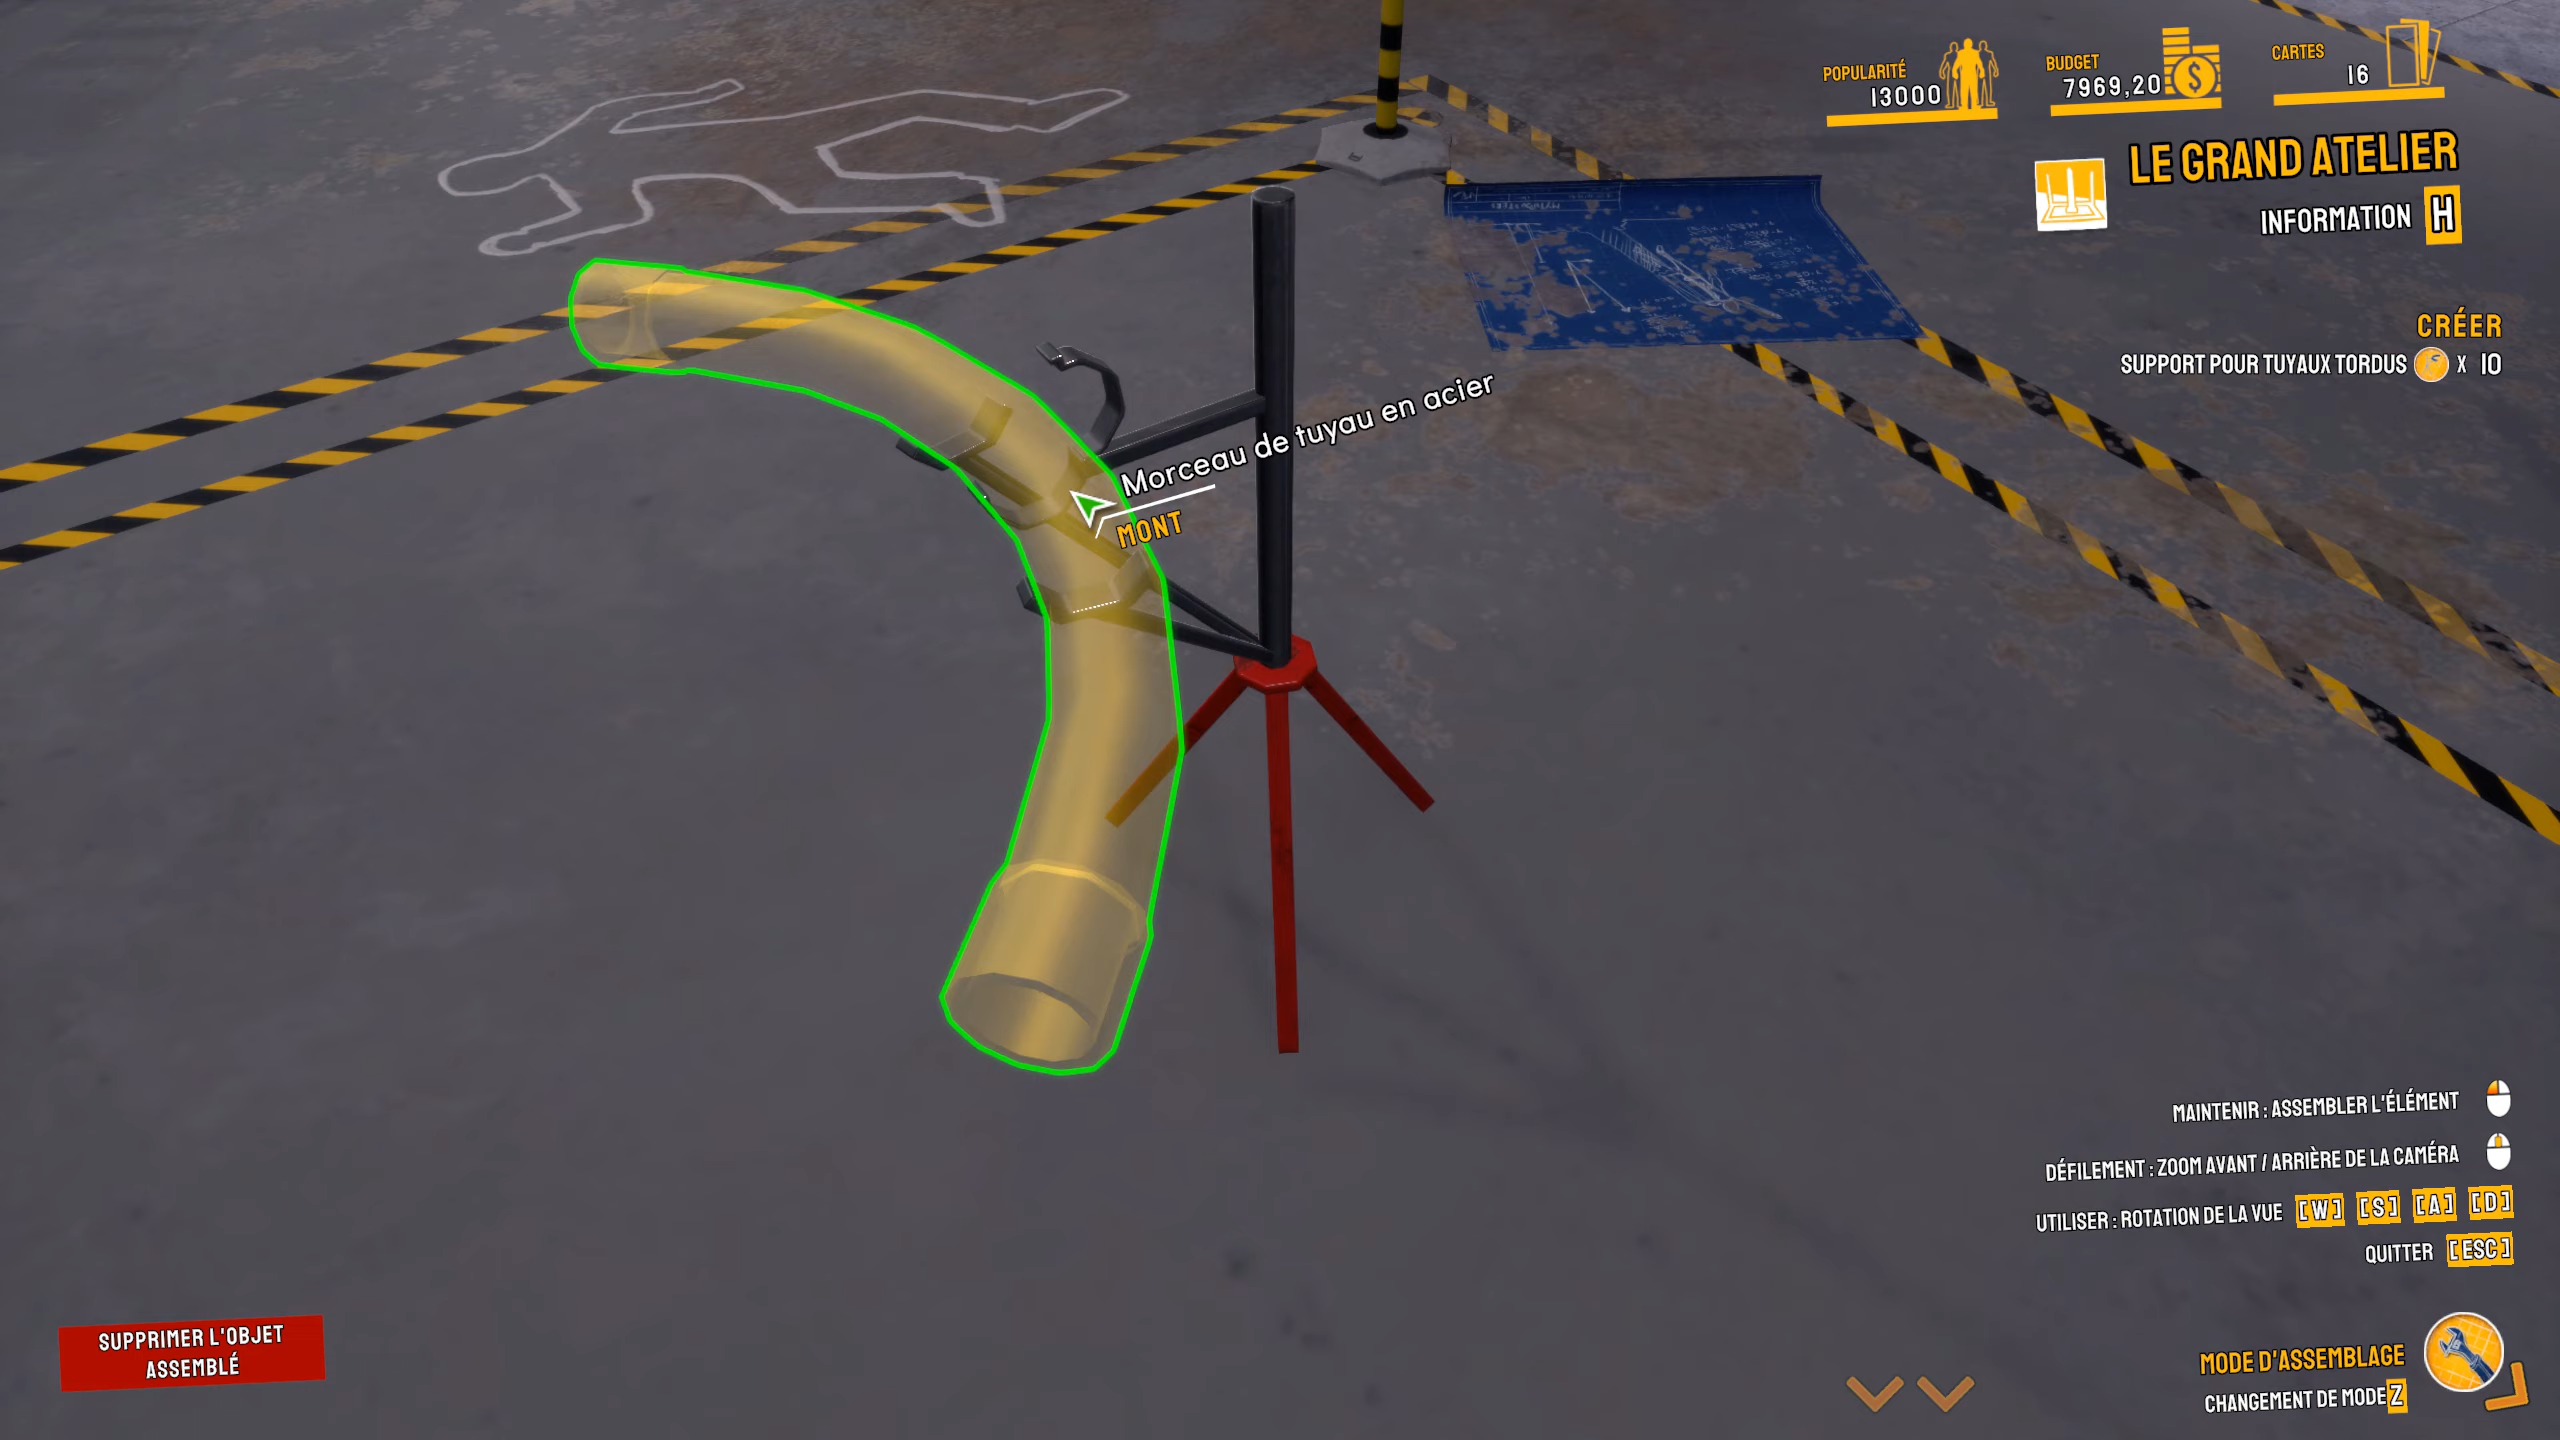 POPULARITÉ
13000
BUDGET
7969,20
CARTES
16
LE GRAND ATELIER
INFORMATION H
CRÉER
SUPPORT POUR TUYAUX TORDUS X 10
Morceau de tuyau en acier
MONT
MAINTENIR : ASSEMBLER L'ÉLÉMENT
DÉFILEMENT : ZOOM AVANT / ARRIÈRE DE LA CAMÉRA
UTILISER : ROTATION DE LA VUE [W] [S] [A] [D]
QUITTER [ESC]
SUPPRIMER L'OBJET
ASSEMBLÉ
MODE D'ASSEMBLAGE
CHANGEMENT DE MODE Z